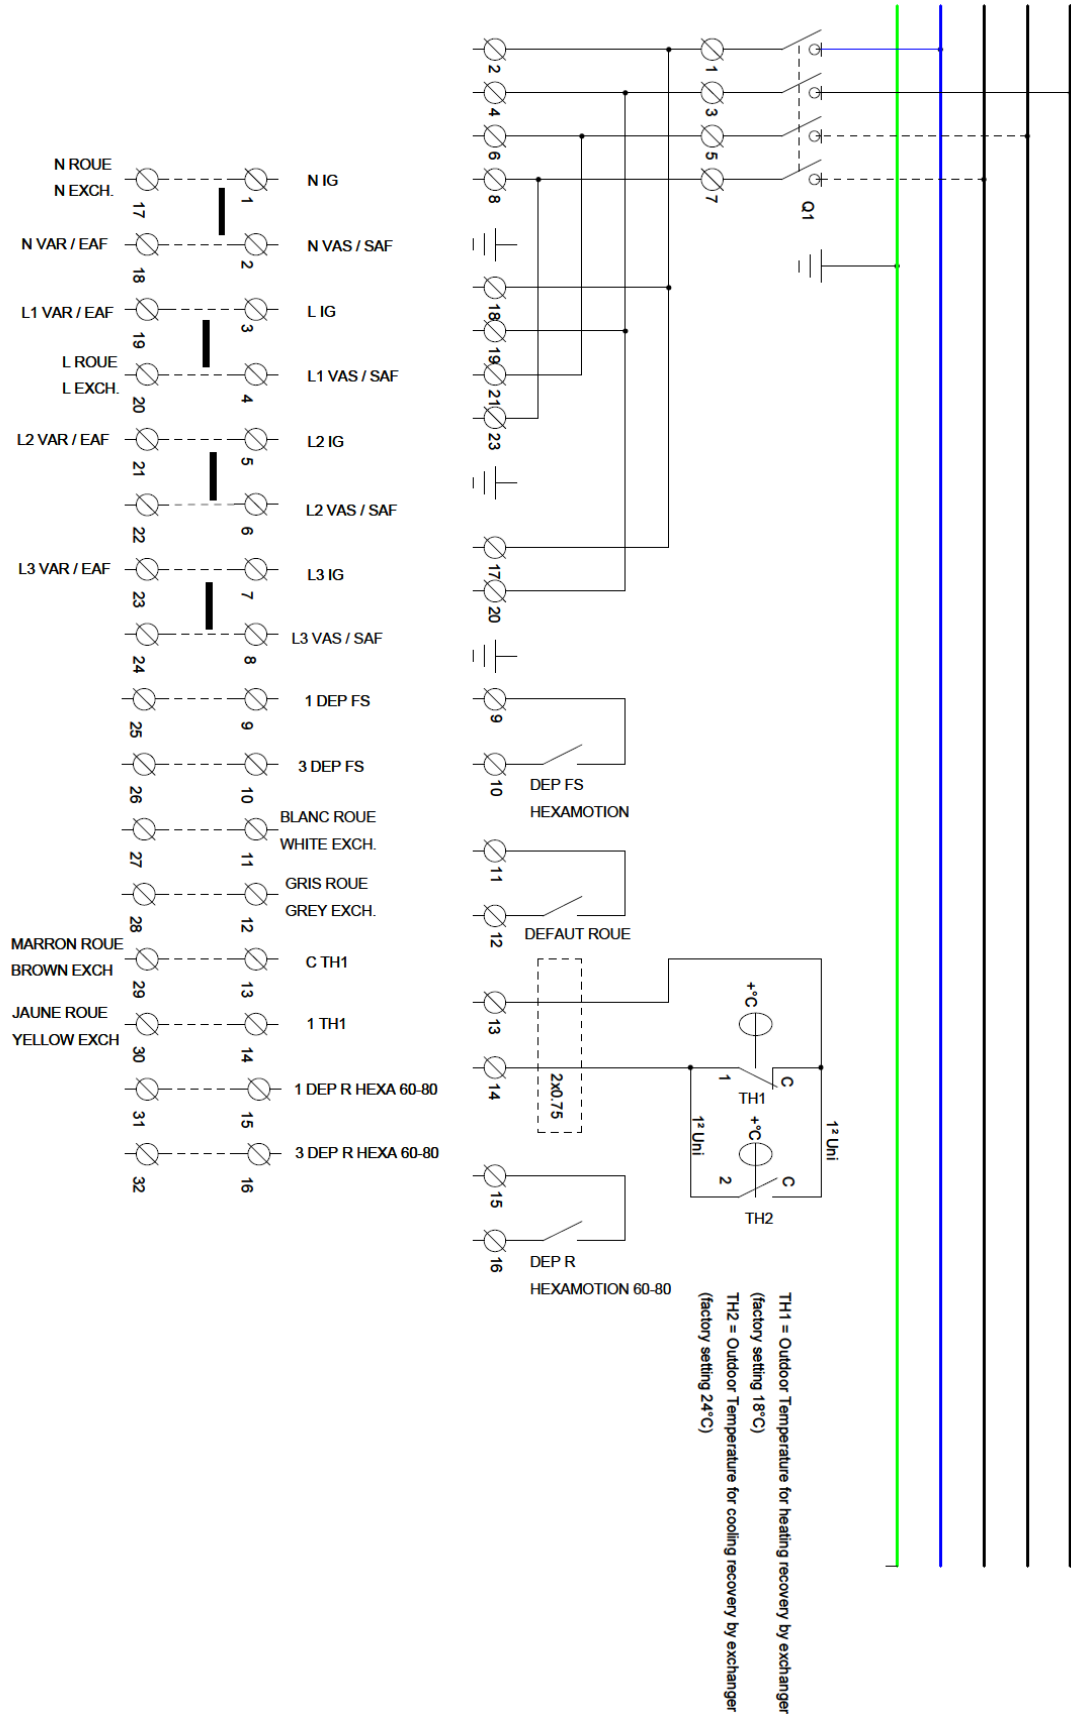 N ROUE
N EXCH.
17
1
N IG
N VAR / EAF
18
2
N VAS / SAF
L1 VAR / EAF
19
3
L IG
L ROUE
L EXCH.
20
4
L1 VAS / SAF
L2 VAR / EAF
21
5
L2 IG
22
6
L2 VAS / SAF
L3 VAR / EAF
23
7
L3 IG
24
8
L3 VAS / SAF
25
9
1 DEP FS
26
10
3 DEP FS
27
11
BLANC ROUE
WHITE EXCH.
28
12
GRIS ROUE
GREY EXCH.
MARRON ROUE
BROWN EXCH
29
13
C TH1
JAUNE ROUE
YELLOW EXCH
30
14
1 TH1
31
15
1 DEP R HEXA 60-80
32
16
3 DEP R HEXA 60-80
2
1
4
3
6
5
8
7
Q1
18
19
21
23
17
20
9
10
DEP FS
HEXAMOTION
11
12
DEFAUT ROUE
13
14
2x0.75
+°C
1
C
TH1
1² Uni
1² Uni
+°C
2
C
TH2
15
16
DEP R
HEXAMOTION 60-80
TH1 = Outdoor Temperature for heating recovery by exchanger
(factory setting 18°C)
TH2 = Outdoor Temperature for cooling recovery by exchanger
(factory setting 24°C)